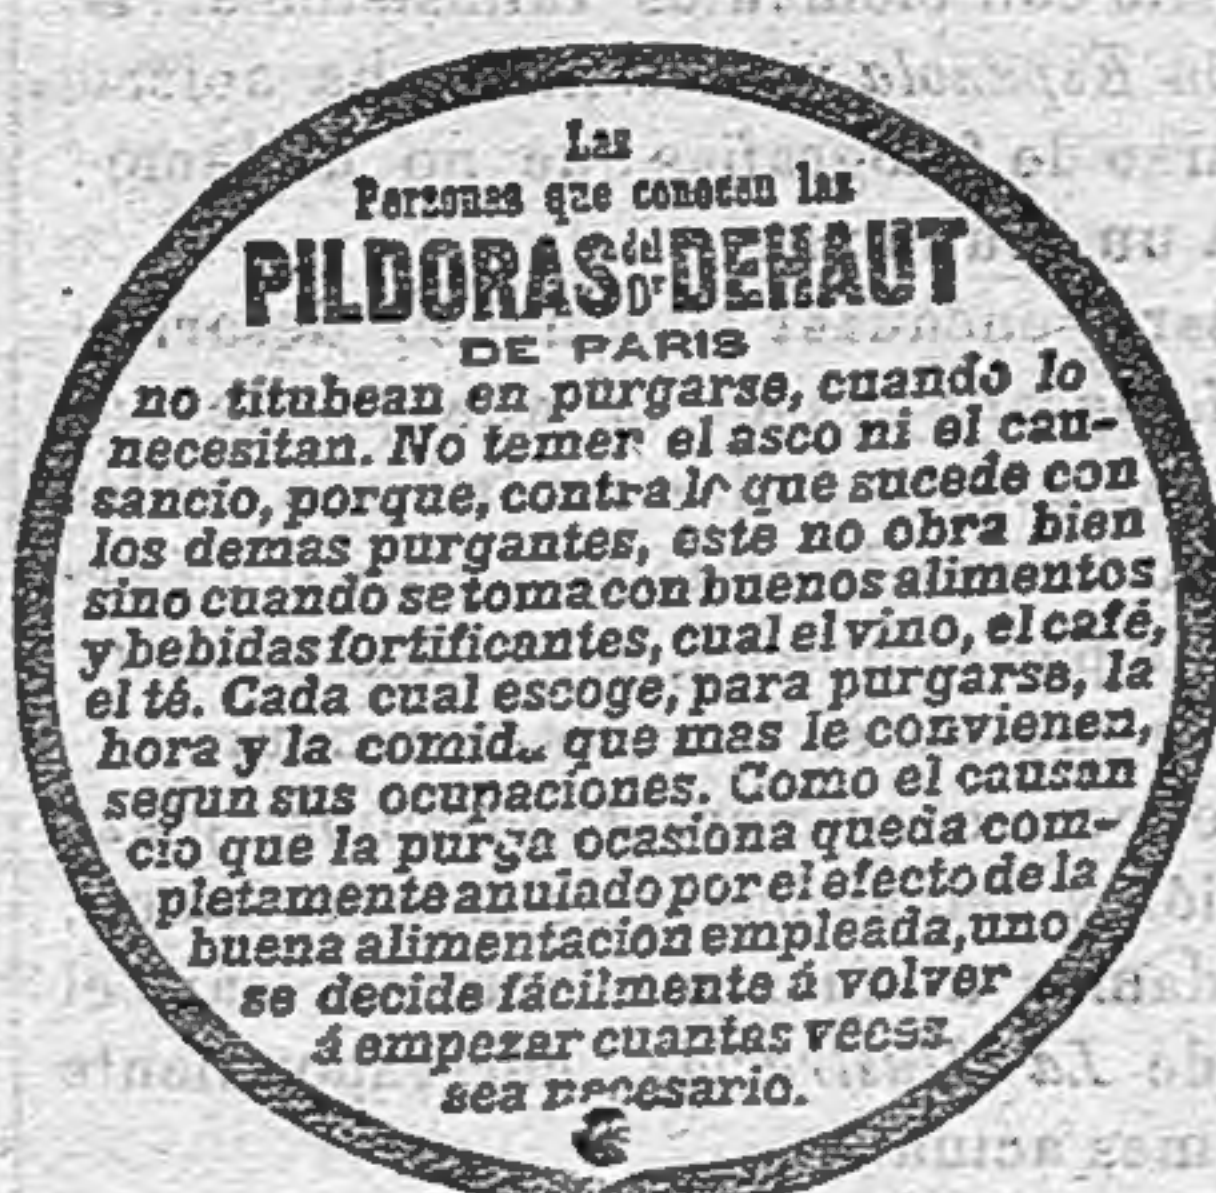 Las
Personas que conocen las
PILDORAS del Dr DEHAUT
DE PARIS
no titubean en purgarse, cuando lo
necesitan. No temen el asco ni el cau-
sancio, porque, contra lo que sucede con
los demas purgantes, este no obra bien
sino cuando se toma con buenos alimentos
y bebidas fortificantes, cual el vino, el café,
el té. Cada cual escoge, para purgarse, la
hora y la comida que mas le convienen,
segun sus ocupaciones. Como el causan
cio que la purga ocasiona queda com-
pletamente anulado por el efecto de la
buena alimentacion empleada, uno
se decide fácilmente á volver
á empezar cuantas veces
sea necesario.